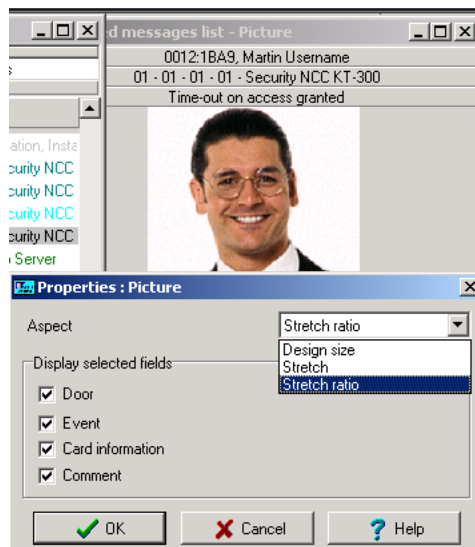 ed messages list - Picture
0012:1BA9, Martin Username
01 - 01 - 01 - 01 - Security NCC KT-300
Time-out on access granted
ation, Insta
curity NCC
curity NCC
curity NCC
curity NCC
Server
Properties : Picture
Aspect
Stretch ratio
Design size
Stretch
Stretch ratio
Display selected fields
Door
Event
Card information
Comment
OK
Cancel
? Help